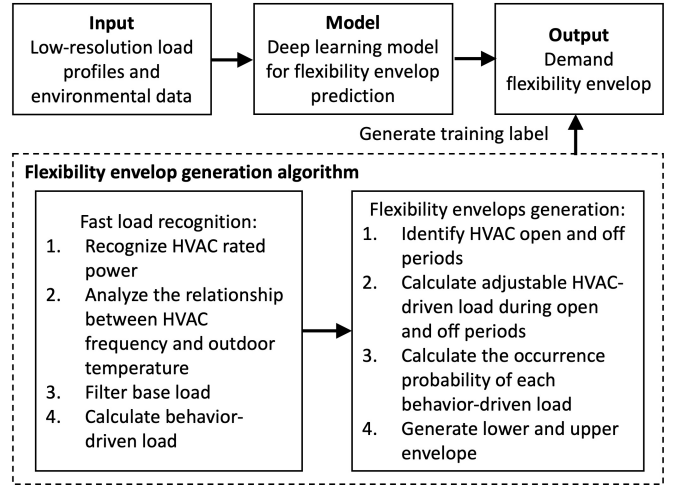 Input
Low-resolution load
profiles and
environmental data
Model
Deep learning model
for flexibility envelop
prediction
Output
Demand
flexibility envelop
Generate training label
Flexibility envelop generation algorithm
Fast load recognition:
1. Recognize HVAC rated
power
2. Analyze the relationship
between HVAC
frequency and outdoor
temperature
3. Filter base load
4. Calculate behavior-
driven load
Flexibility envelops generation:
1. Identify HVAC open and off
periods
2. Calculate adjustable HVAC-
driven load during open
and off periods
3. Calculate the occurrence
probability of each
behavior-driven load
4. Generate lower and upper
envelope